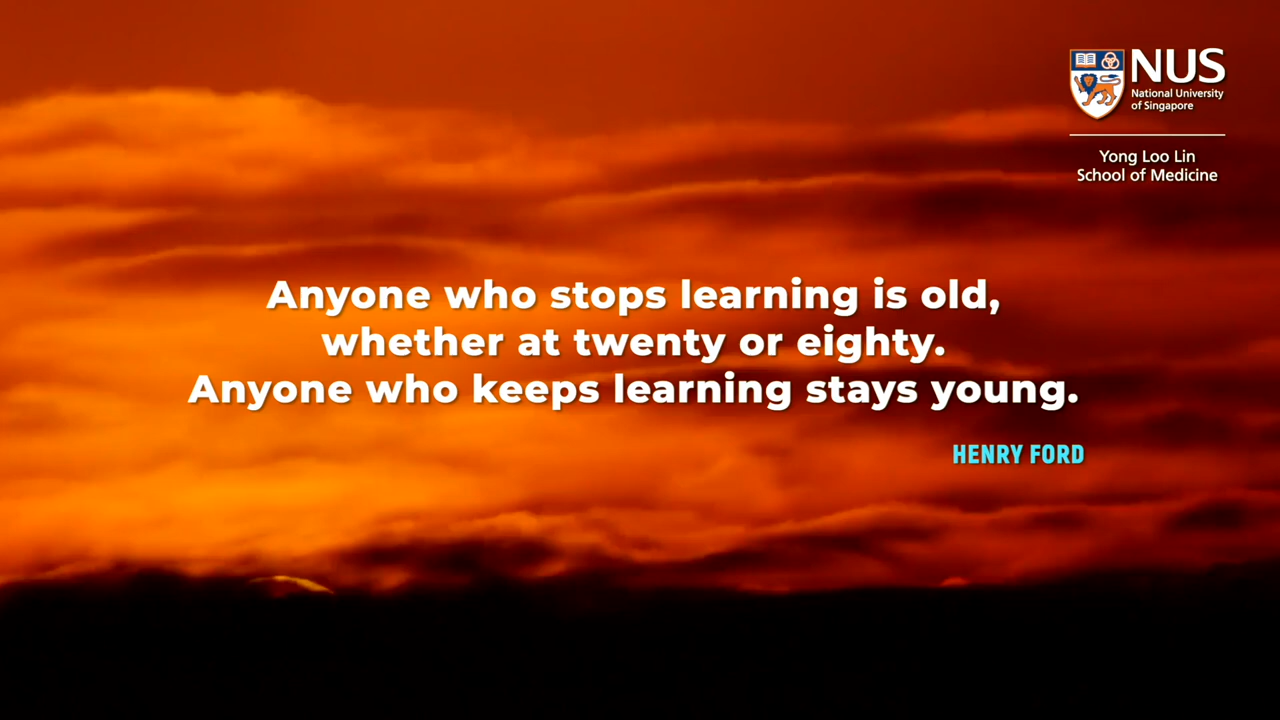 NUS
National University
of Singapore
Yong Loo Lin
School of Medicine
Anyone who stops learning is old,
whether at twenty or eighty.
Anyone who keeps learning stays young.
HENRY FORD